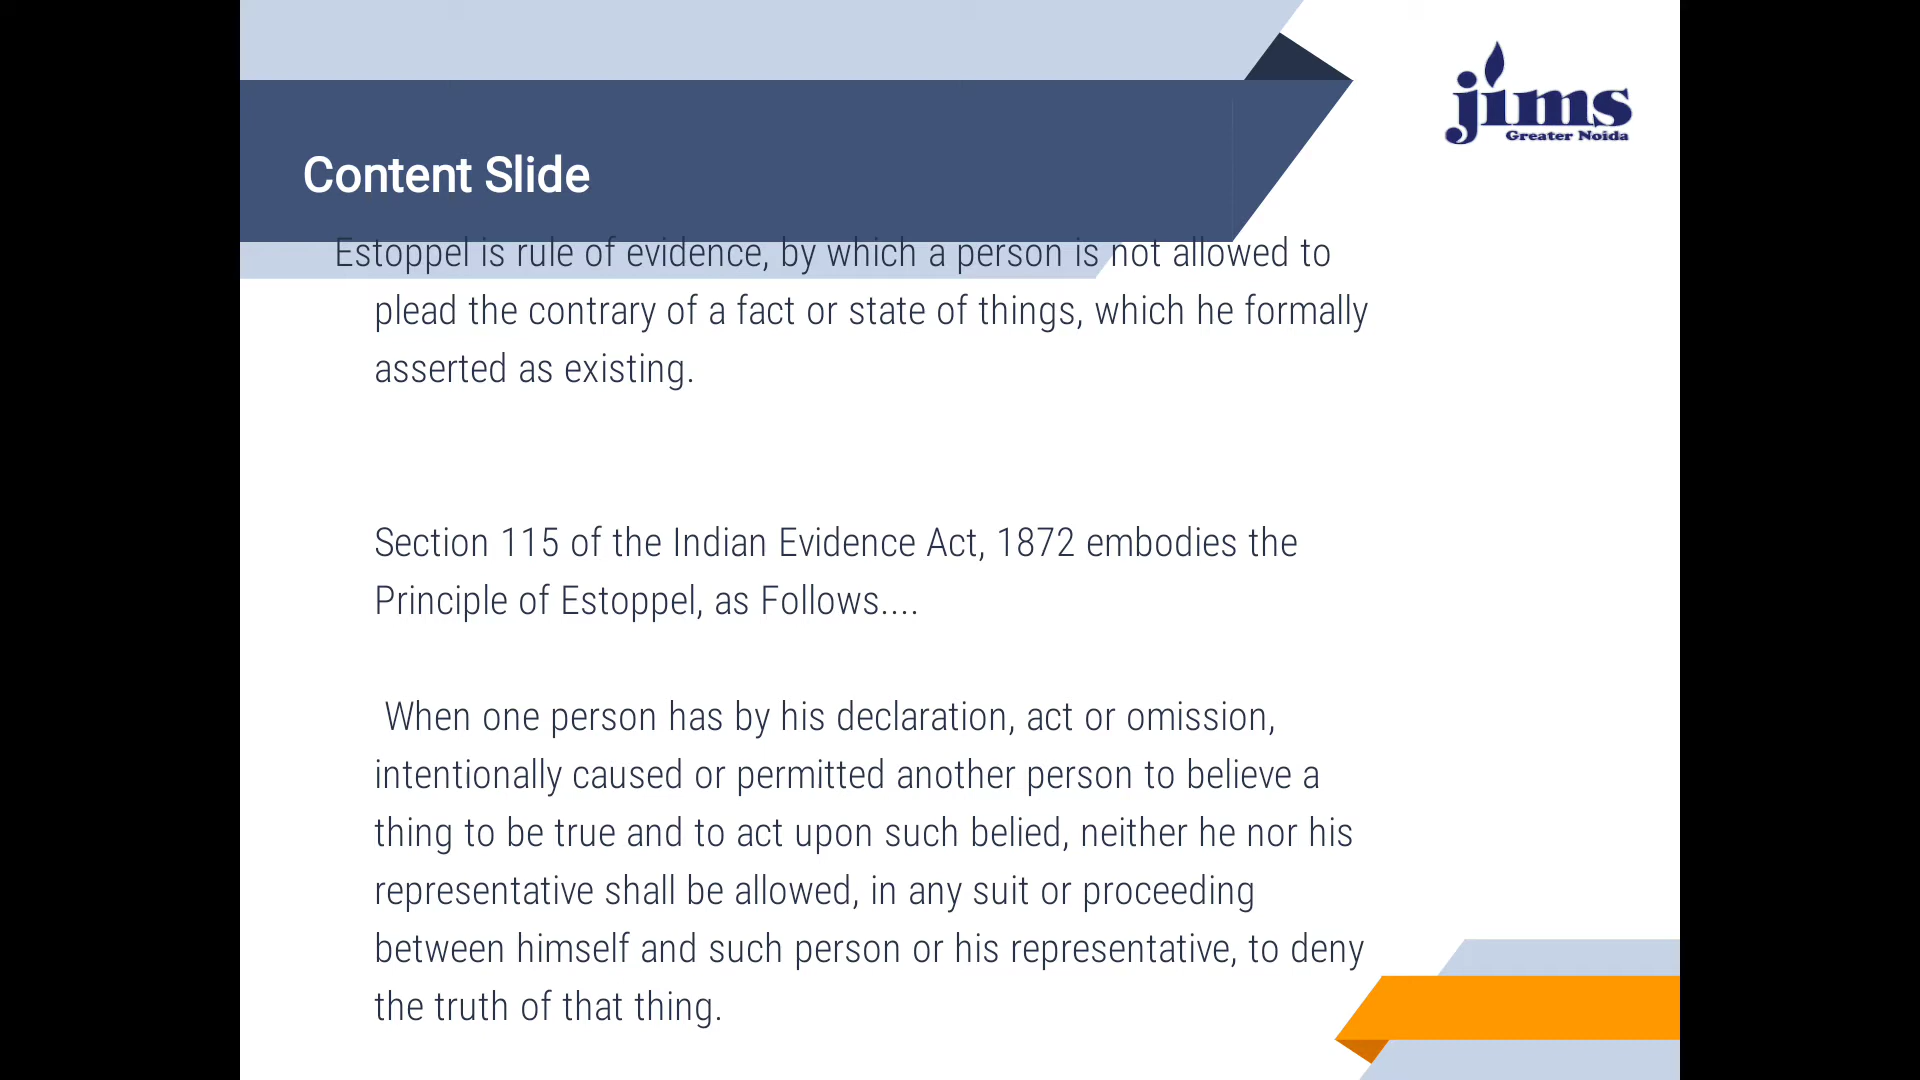 jims
Greater Noida
Content Slide
Estoppel is rule of evidence, by which a person is not allowed to
plead the contrary of a fact or state of things, which he formally
asserted as existing.
Section 115 of the Indian Evidence Act, 1872 embodies the
Principle of Estoppel, as Follows....
When one person has by his declaration, act or omission,
intentionally caused or permitted another person to believe a
thing to be true and to act upon such belied, neither he nor his
representative shall be allowed, in any suit or proceeding
between himself and such person or his representative, to deny
the truth of that thing.